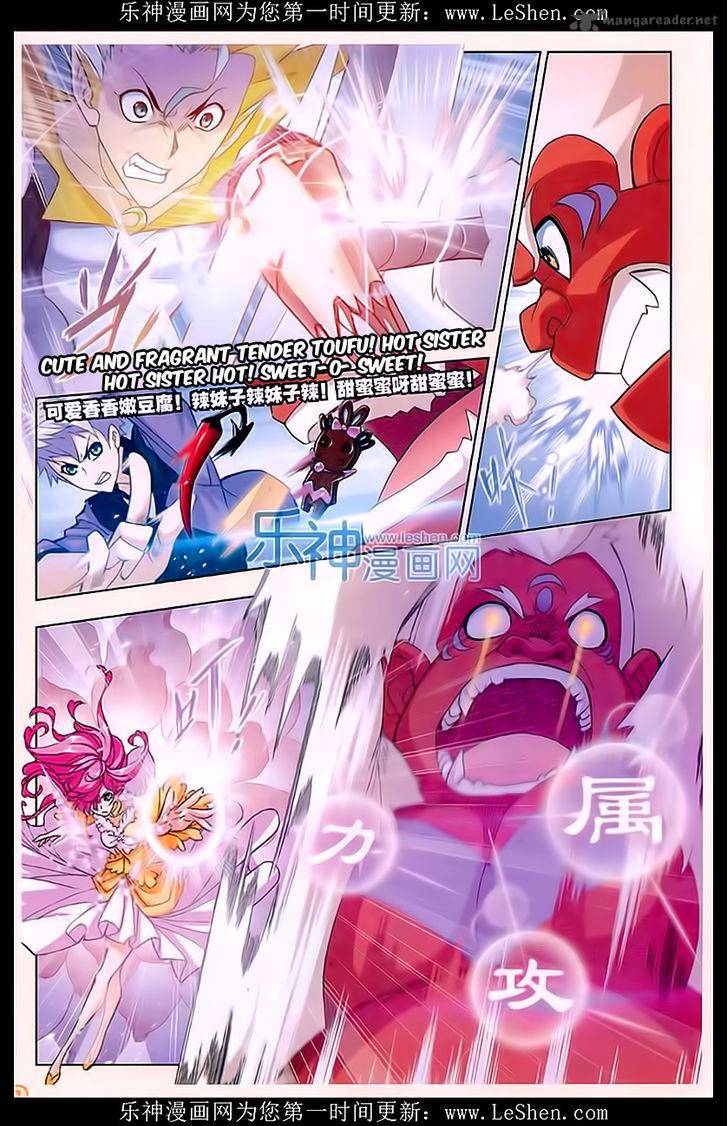 乐神漫画网为您第一时间更新：www.LeShen.com
mangareader.net
CUTE AND FRAGRANT TENDER TOUFU! HOT SISTER
HOT SISTER HOT! SWEET-O- SWEET!
可爱香香嫩豆腐！辣妹子辣妹子辣！甜蜜蜜呀甜蜜蜜！
www.leshen.com
乐神漫画网
叮
属
力
攻
乐神漫画网为您第一时间更新：www.LeShen.com